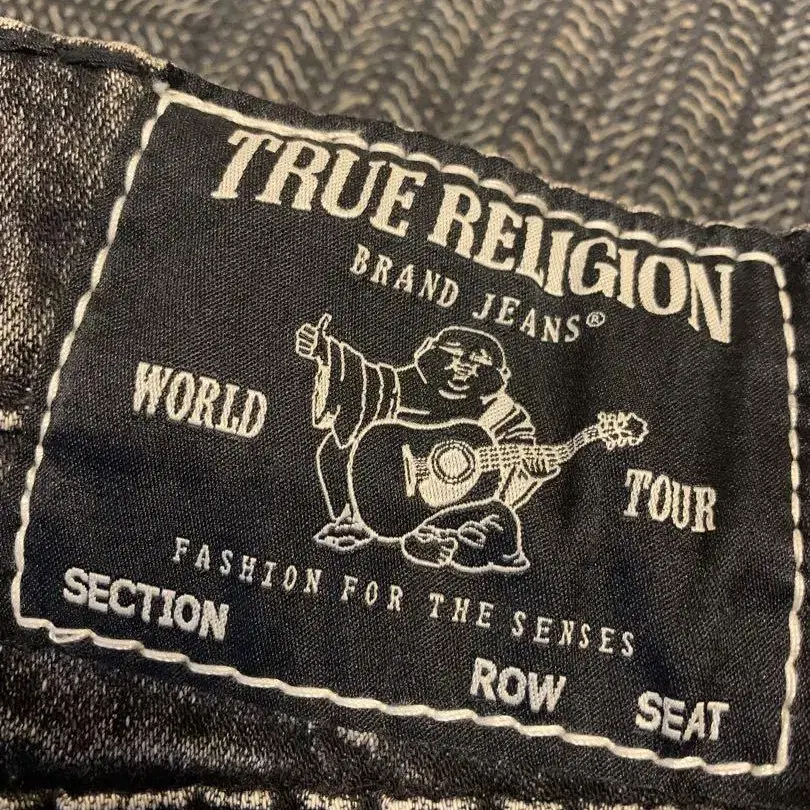 TRUE RELIGION
BRAND JEANS®
WORLD TOUR
FASHION FOR THE SENSES
SECTION ROW SEAT